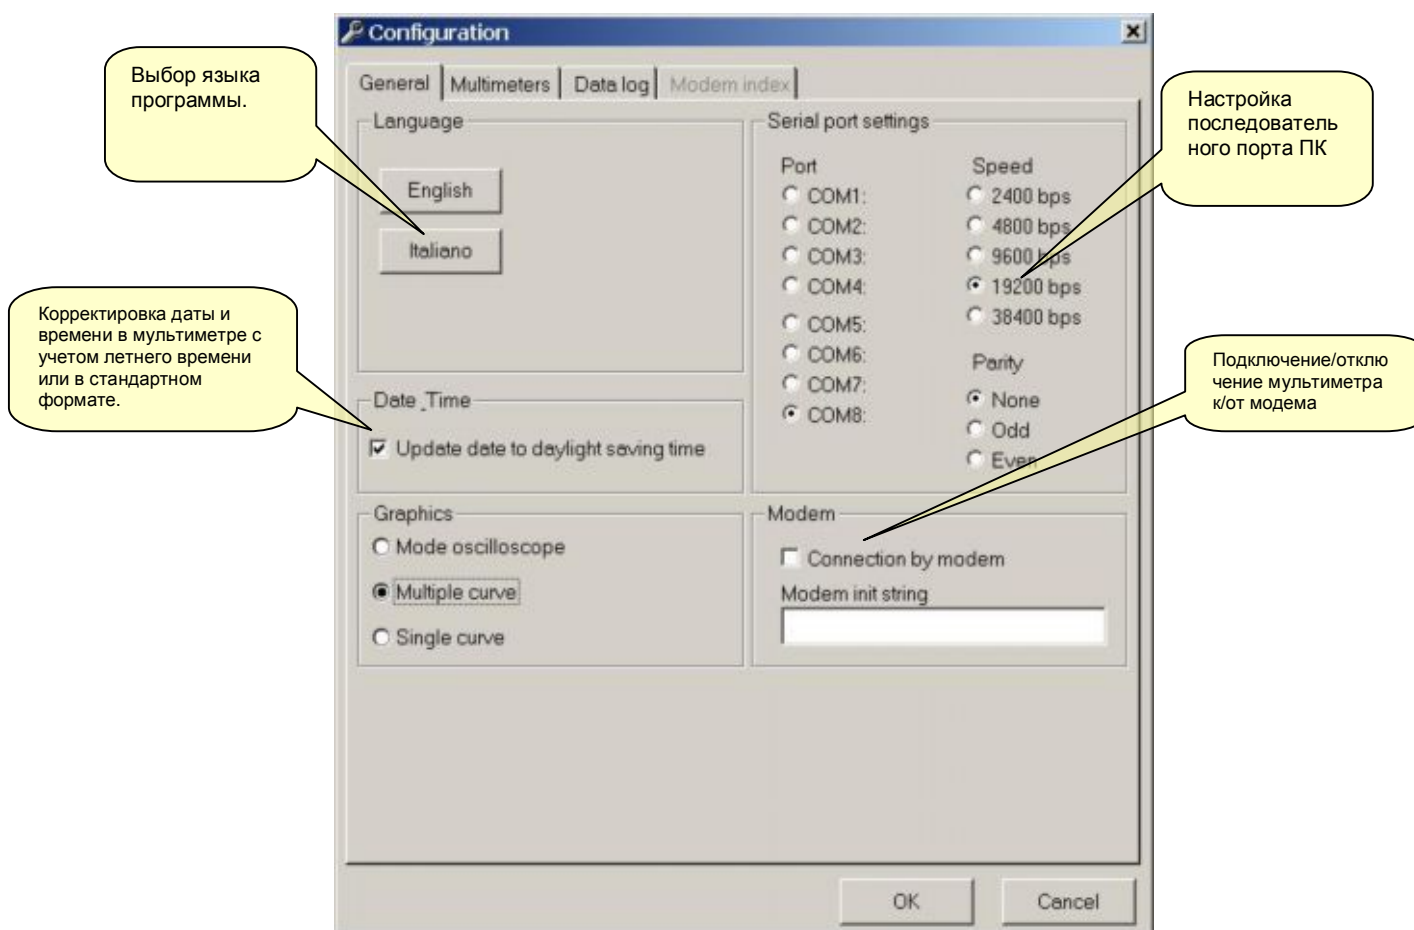 Configuration
General
Multimeters
Data log
Modem index
Выбор языка
программы.
Language
English
Italiano
Корректировка даты и
времени в мультиметре с
учетом летнего времени
или в стандартном
формате.
Date_Time
Update date to daylight saving time
Graphics
Mode oscilloscope
Multiple curve
Single curve
Serial port settings
Port
COM1:
COM2:
COM3:
COM4:
COM5:
COM6:
COM7:
COM8:
Speed
2400 bps
4800 bps
9600 bps
19200 bps
38400 bps
Parity
None
Odd
Even
Настройка
последователь
ного порта ПК
Подключение/отклю
чение мультиметра
к/от модема
Modem
Connection by modem
Modem init string
OK
Cancel